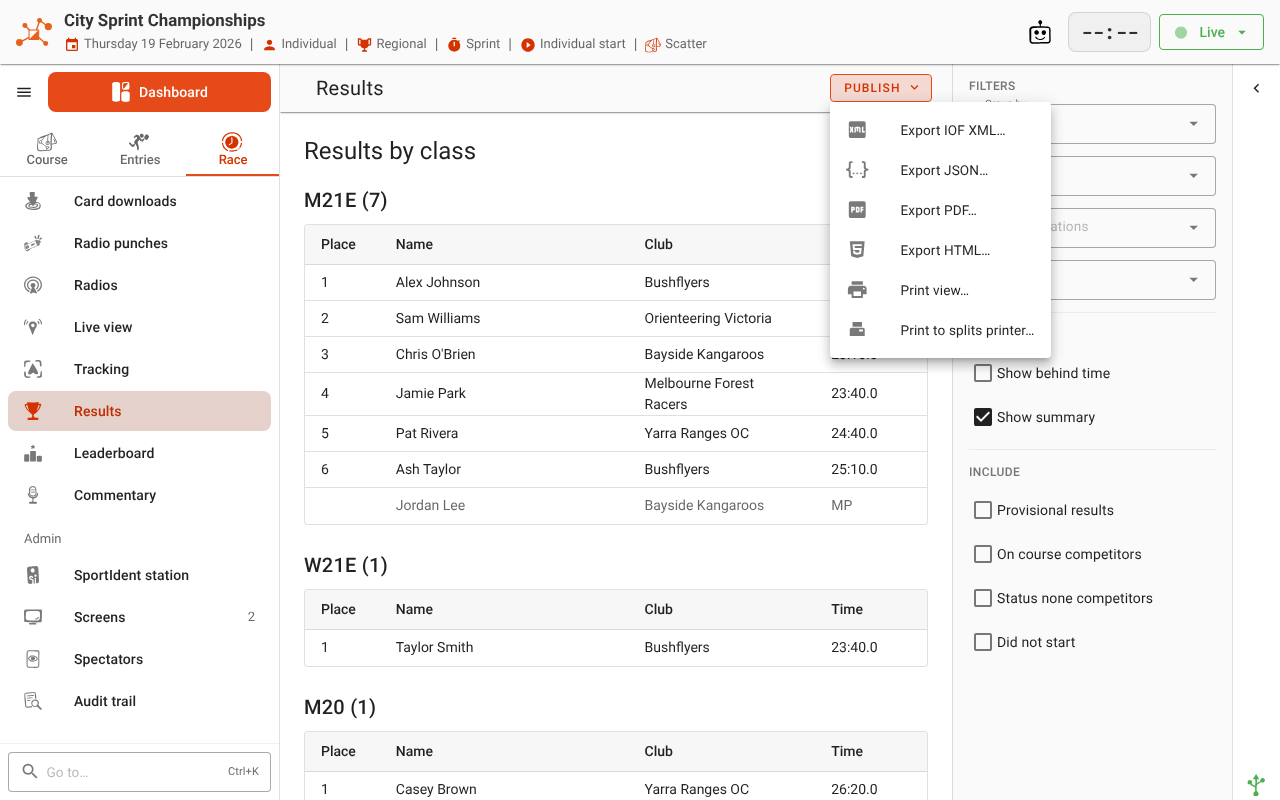 City Sprint Championships
Thursday 19 February 2026 | Individual | Regional | Sprint | Individual start | Scatter
--:--
Live
Dashboard
Course
Entries
Race
Card downloads
Radio punches
Radios
Live view
Tracking
Results
Leaderboard
Commentary
Admin
SportIdent station
Screens 2
Spectators
Audit trail
Go to…
Ctrl+K
Results
PUBLISH
XML Export IOF XML…
{...} Export JSON…
PDF Export PDF…
Export HTML…
Print view…
Print to splits printer…
Results by class
M21E (7)
Place Name Club
1 Alex Johnson Bushflyers
2 Sam Williams Orienteering Victoria
3 Chris O'Brien Bayside Kangaroos
4 Jamie Park Melbourne Forest Racers 23:40.0
5 Pat Rivera Yarra Ranges OC 24:40.0
6 Ash Taylor Bushflyers 25:10.0
Jordan Lee Bayside Kangaroos MP
W21E (1)
Place Name Club Time
1 Taylor Smith Bushflyers 23:40.0
M20 (1)
Place Name Club Time
1 Casey Brown Yarra Ranges OC 26:20.0
FILTERS
Show behind time
Show summary
INCLUDE
Provisional results
On course competitors
Status none competitors
Did not start